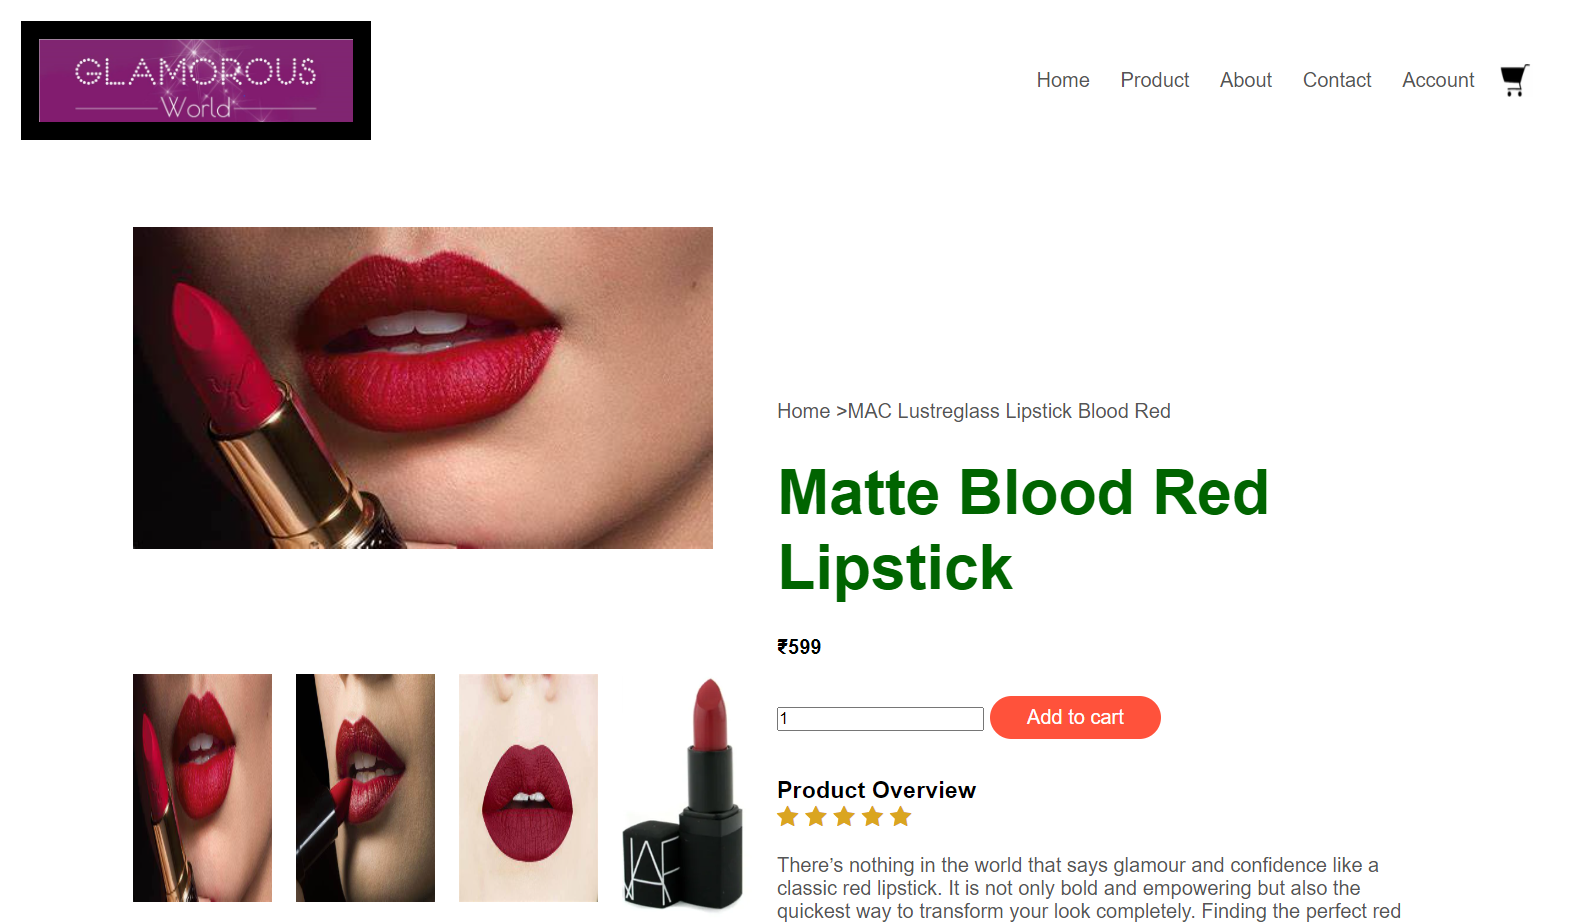 GLAMOROUS
World
Home Product About Contact Account
Home >MAC Lustreglass Lipstick Blood Red
Matte Blood Red
Lipstick
₹599
1
Add to cart
Product Overview
There’s nothing in the world that says glamour and confidence like a
classic red lipstick. It is not only bold and empowering but also the
quickest way to transform your look completely. Finding the perfect red